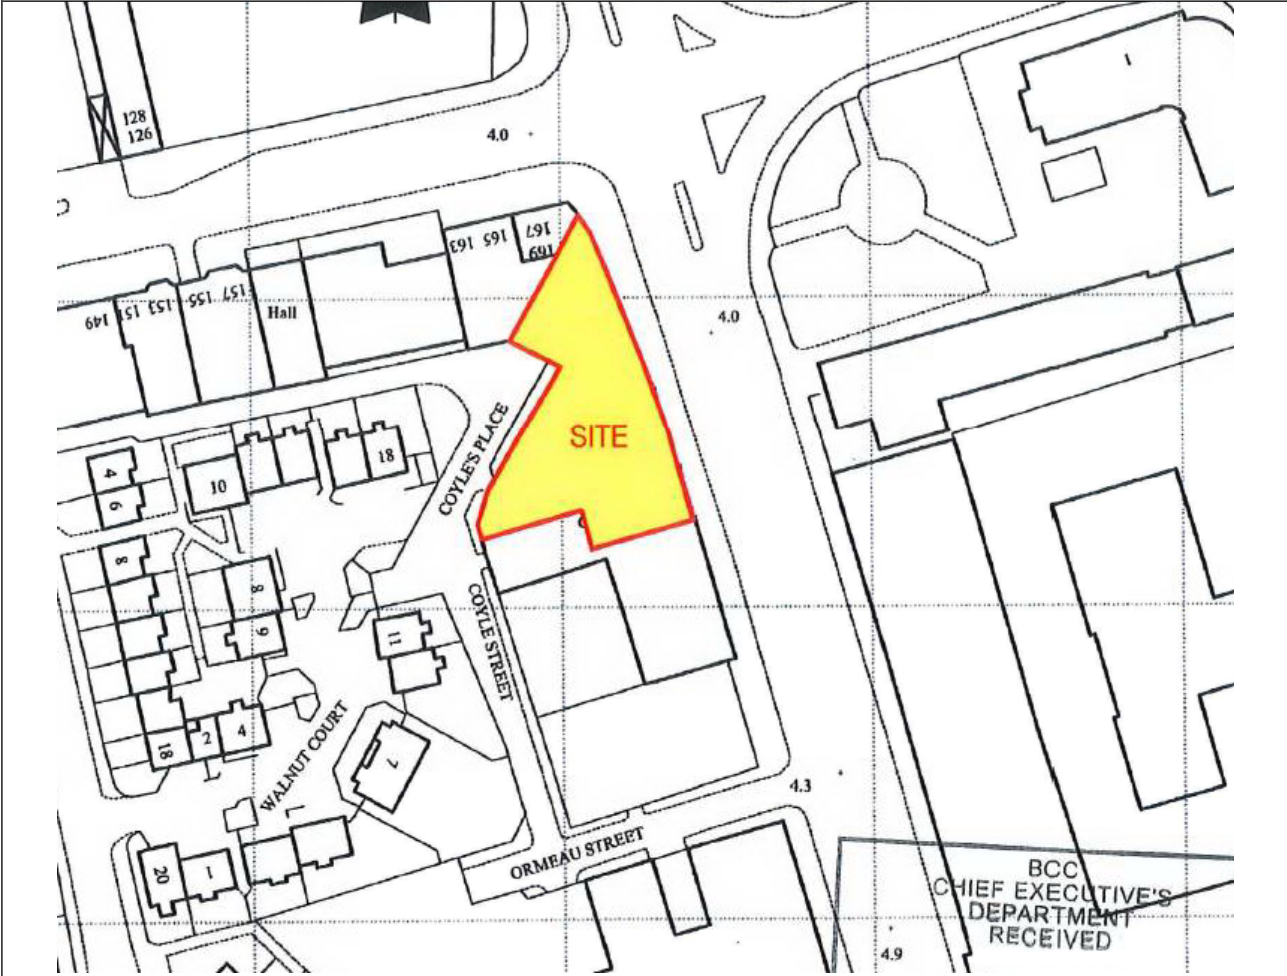 128
126
4.0
163 165 167
169
149 151 153 155 157
Hall
4.0
SITE
COYLE'S PLACE
18
10
4
6
8
8
9
11
COYLE STREET
WALNUT COURT
18
2
4
7
4.3
ORMEAU STREET
20
1
1
4.9
BCC
CHIEF EXECUTIVE'S
DEPARTMENT
RECEIVED